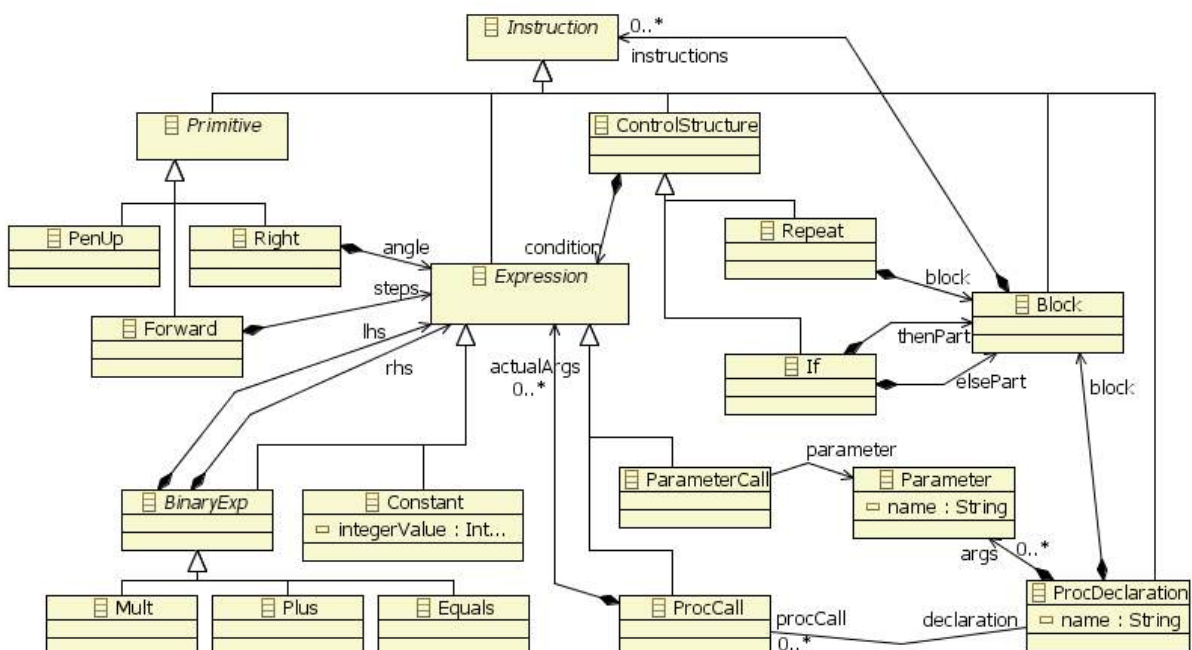 Instruction
0..*
instructions
Primitive
ControlStructure
PenUp
Right
angle
condition
Repeat
Expression
block
steps
Forward
Block
lhs
thenPart
rhs
actualArgs
0..*
If
elsePart
block
parameter
ParameterCall
Parameter
name : String
BinaryExp
Constant
integerValue : Int...
args
0..*
Mult
Plus
Equals
ProcCall
procCall
0..*
declaration
ProcDeclaration
name : String